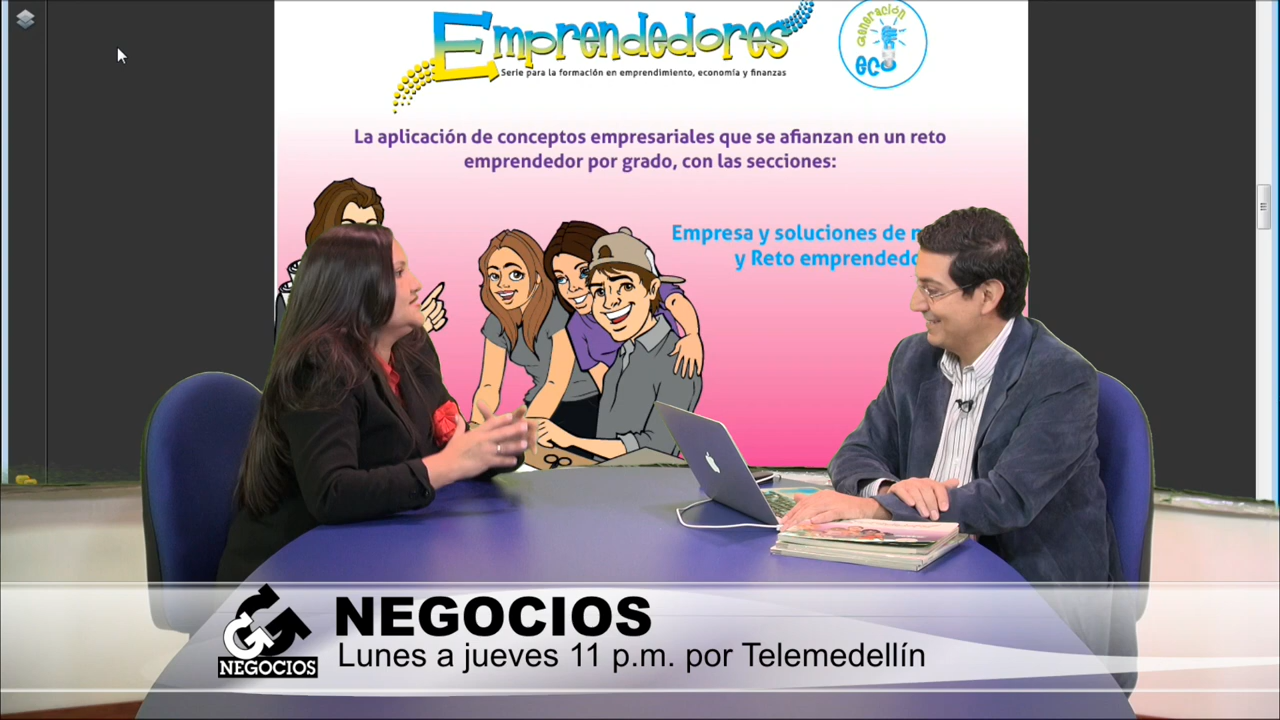 Emprendedores
Serie para la formación en emprendimiento, economía y finanzas
Generación
eco
La aplicación de conceptos empresariales que se afianzan en un reto
emprendedor por grado, con las secciones:
Empresa y soluciones de
y Reto
NEGOCIOS
Lunes a jueves 11 p.m. por Telemedellín
GG
NEGOCIOS